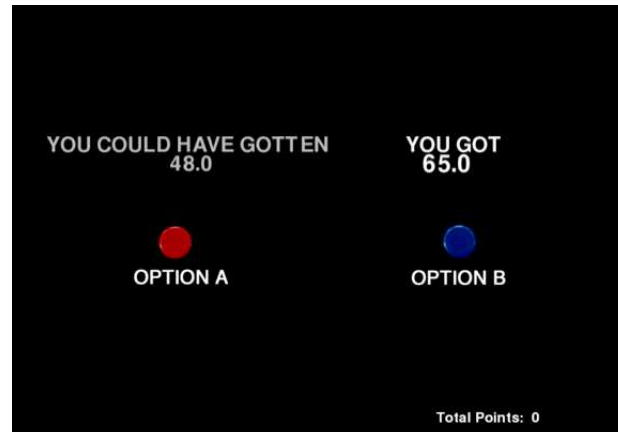 YOU COULD HAVE GOTTEN
48.0
YOU GOT
65.0
OPTION A
OPTION B
Total Points: 0